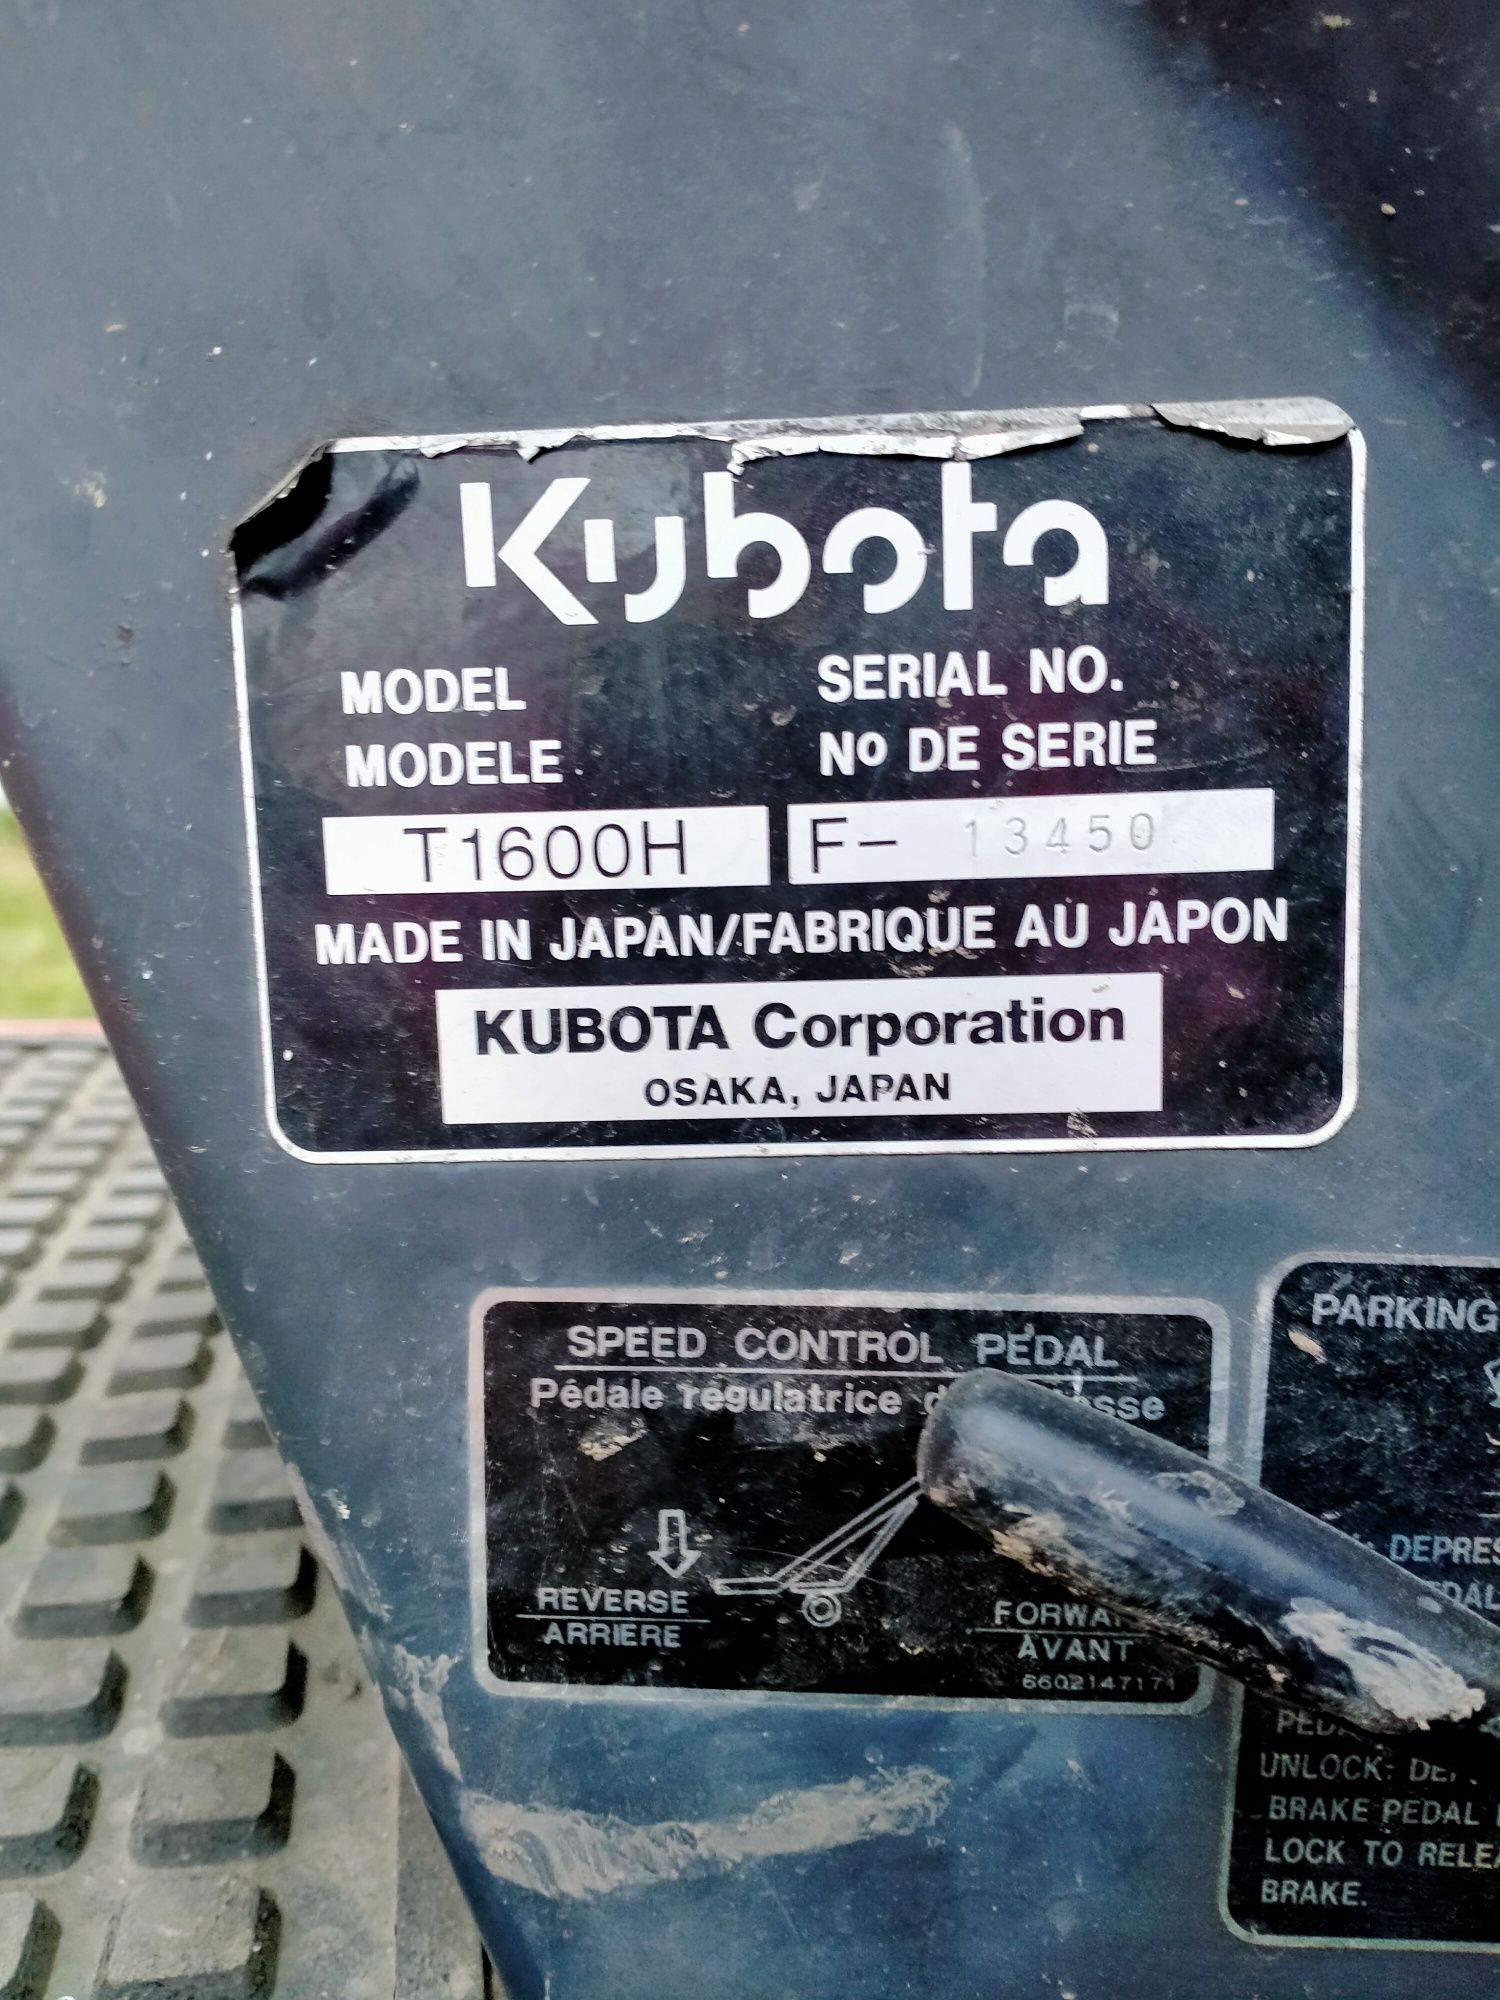 Kubota
MODEL
MODELE
SERIAL NO.
Nº DE SERIE
T1600H
F- 13450
MADE IN JAPAN/FABRIQUE AU JAPON
KUBOTA Corporation
OSAKA, JAPAN
SPEED CONTROL PEDAL
Pédale régulatrice
REVERSE
ARRIERE
AVANT
6602147171
PARKING
UNLOCK:
BRAKE PEDAL
LOCK TO
BRAKE.